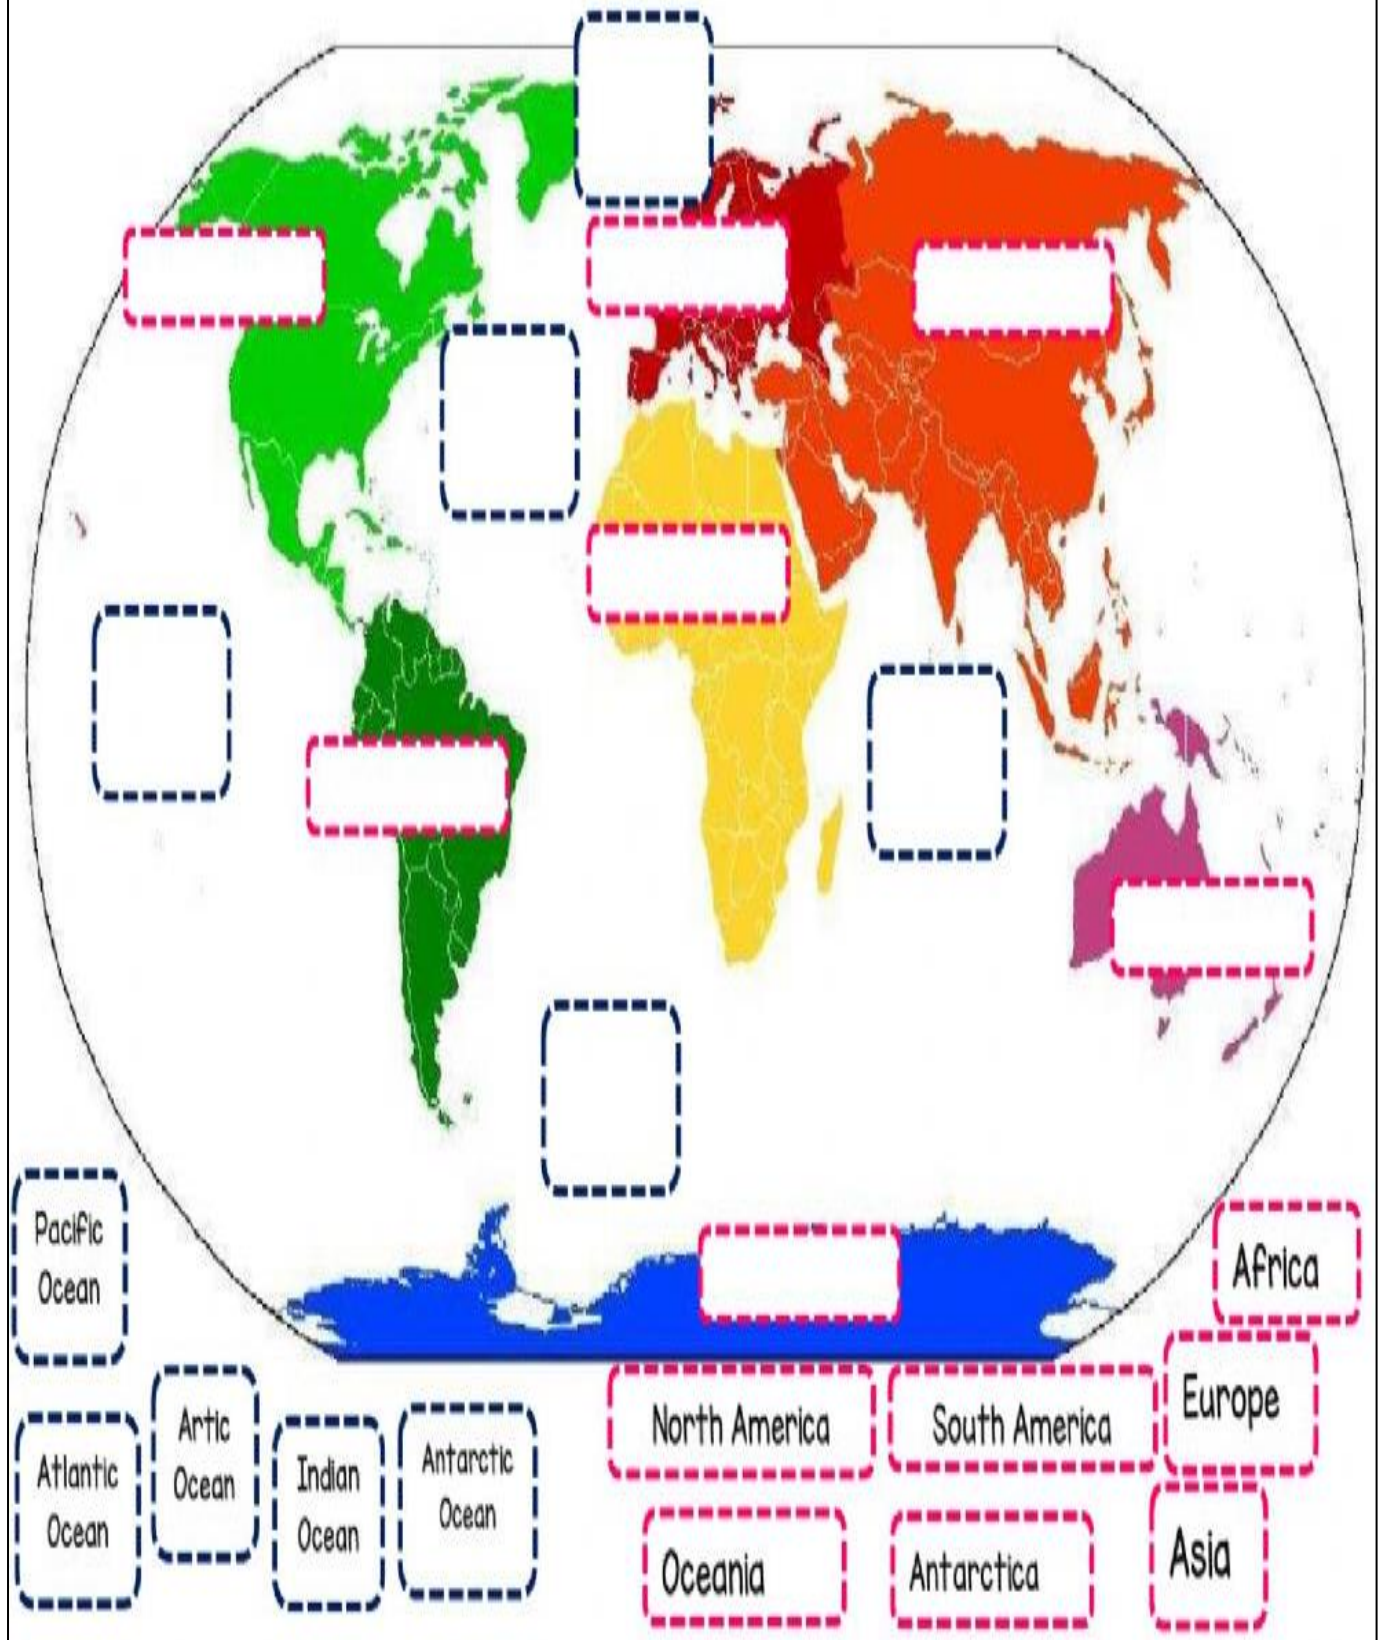 Pacific
Ocean
Africa
Europe
Artic
Ocean
North America
South America
Atlantic
Ocean
Indian
Ocean
Antarctic
Ocean
Oceania
Antarctica
Asia